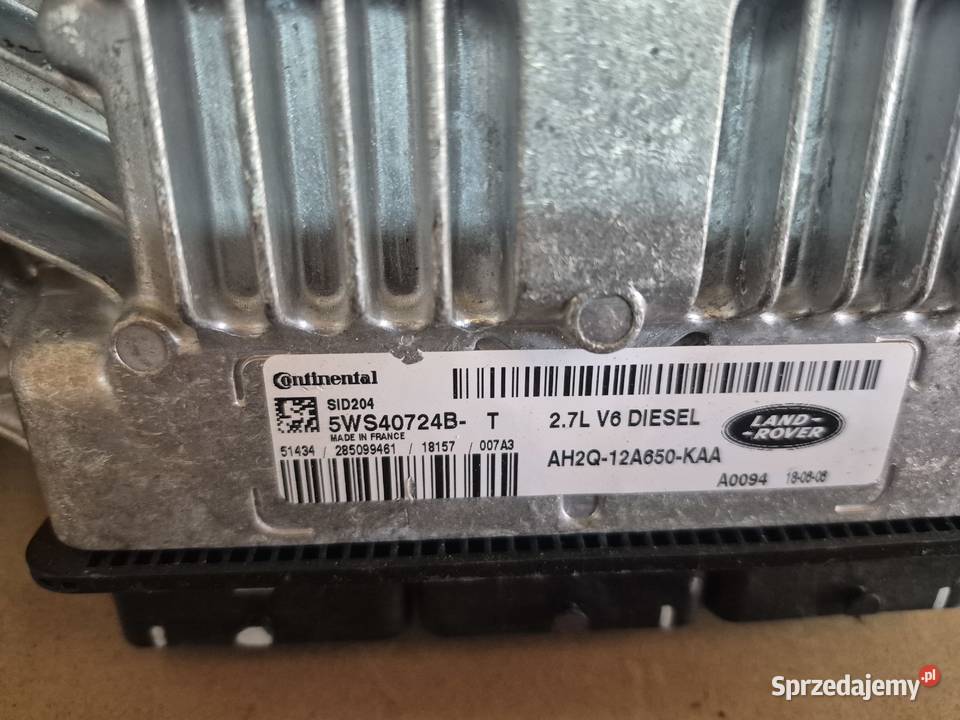 Continental
SID204
5WS40724B- T
MADE IN FRANCE
51434 / 285099461 / 18157 / 007A3
2.7L V6 DIESEL
LAND-
-ROVER
AH2Q-12A650-KAA
A0094 18-06-06
Sprzedajemy.pl